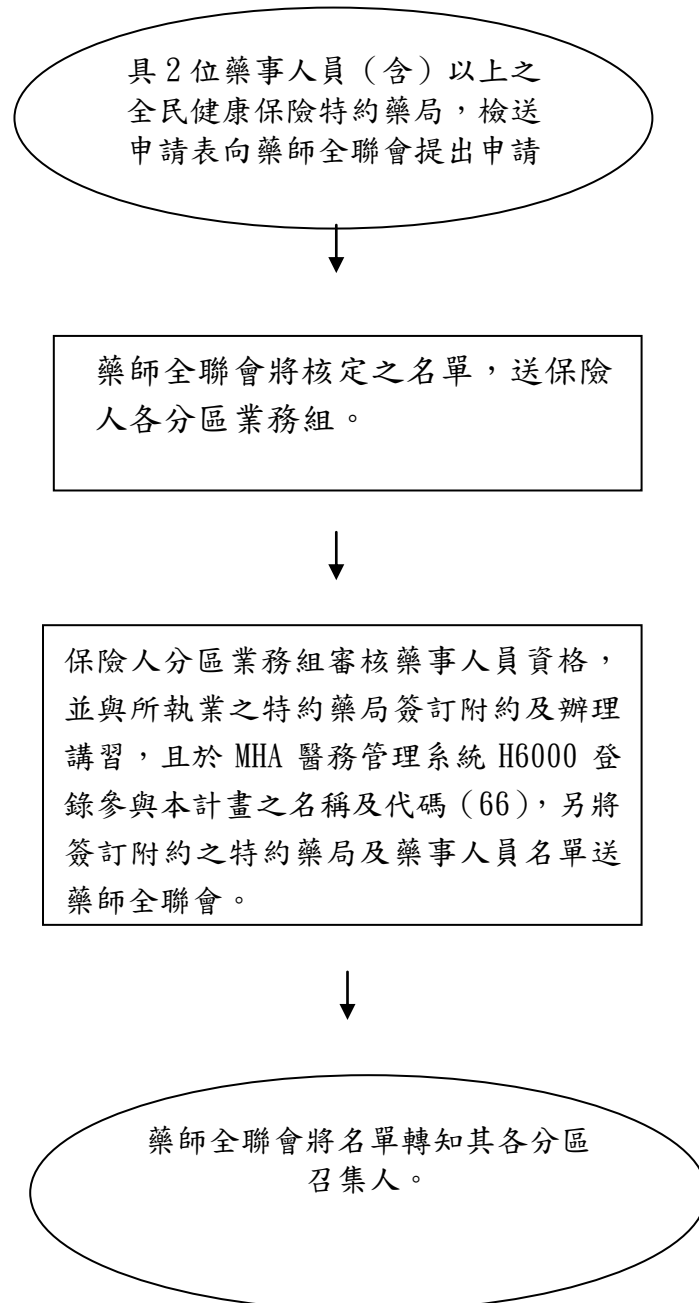 具 2 位藥事人員（含）以上之
全民健康保險特約藥局，檢送
申請表向藥師全聯會提出申請
藥師全聯會將核定之名單，送保險
人各分區業務組。
保險人分區業務組審核藥事人員資格，
並與所執業之特約藥局簽訂附約及辦理
講習，且於 MHA 醫務管理系統 H6000 登
錄參與本計畫之名稱及代碼（66），另將
簽訂附約之特約藥局及藥事人員名單送
藥師全聯會。
藥師全聯會將名單轉知其各分區
召集人。